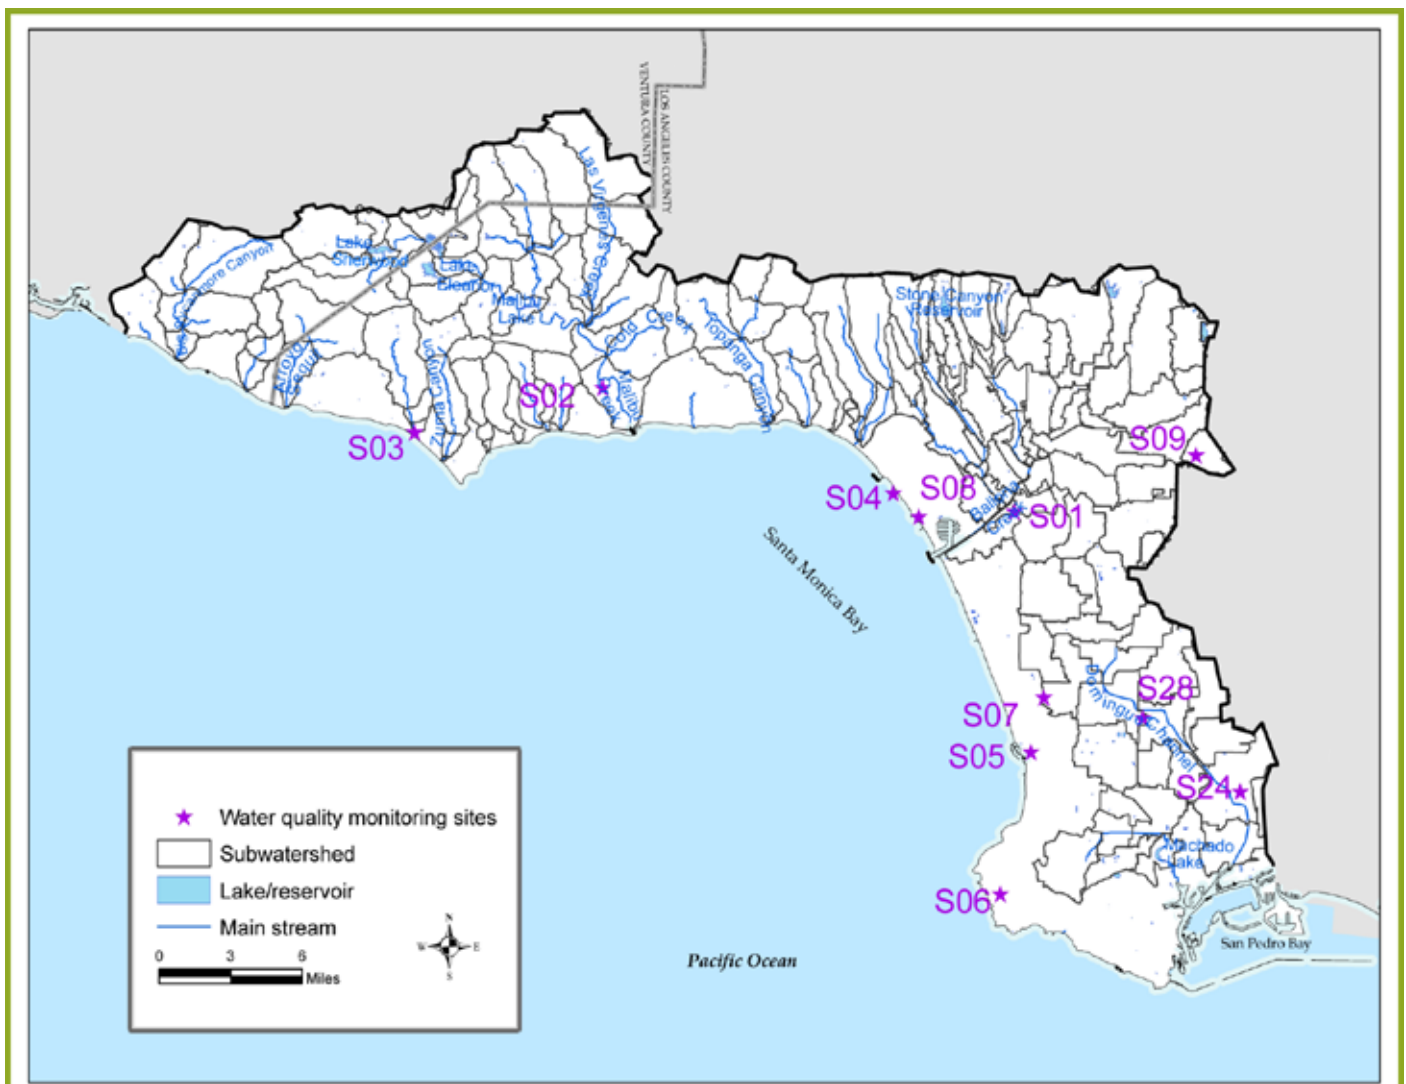 VENTURA COUNTY
LOS ANGELES COUNTY
Las Virgenes Creek
Lake
Sherwood
Lake
Eleanor
Malibu
Lake
Cold Creek
Topanga Canyon
Stone Canyon
Reservoir
Arroyo
Sequit
Zuma Canyon
Malibu
Creek
S02
S03
S09
S04
S08
Ballona
Creek
S01
Santa Monica Bay
Dominguez Channel
S28
S07
S05
S24
Machado
Lake
S06
San Pedro Bay
Pacific Ocean
Water quality monitoring sites
Subwatershed
Lake/reservoir
Main stream
0 3 6
Miles
N
W E
S